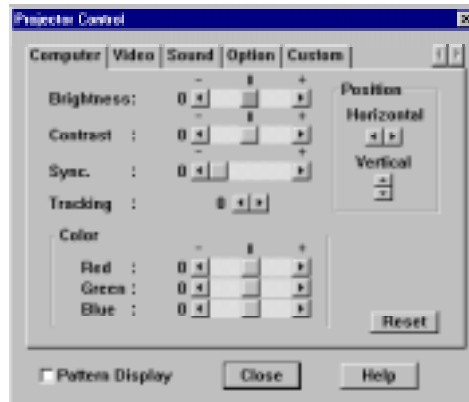 Projector Control
Computer Video Sound Option Custom
- +
Brightness: 0
- +
Contrast : 0
- +
Sync. : 0
Tracking : 0
Position
Horizontal
Vertical
Color
- +
Red : 0
Green : 0
Blue : 0
Reset
Pattern Display Close Help